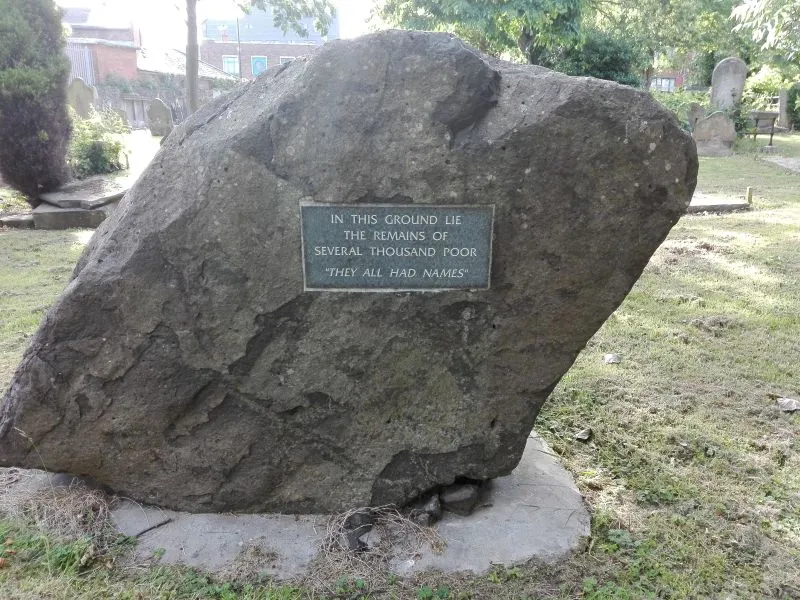 IN THIS GROUND LIE
THE REMAINS OF
SEVERAL THOUSAND POOR
"THEY ALL HAD NAMES"